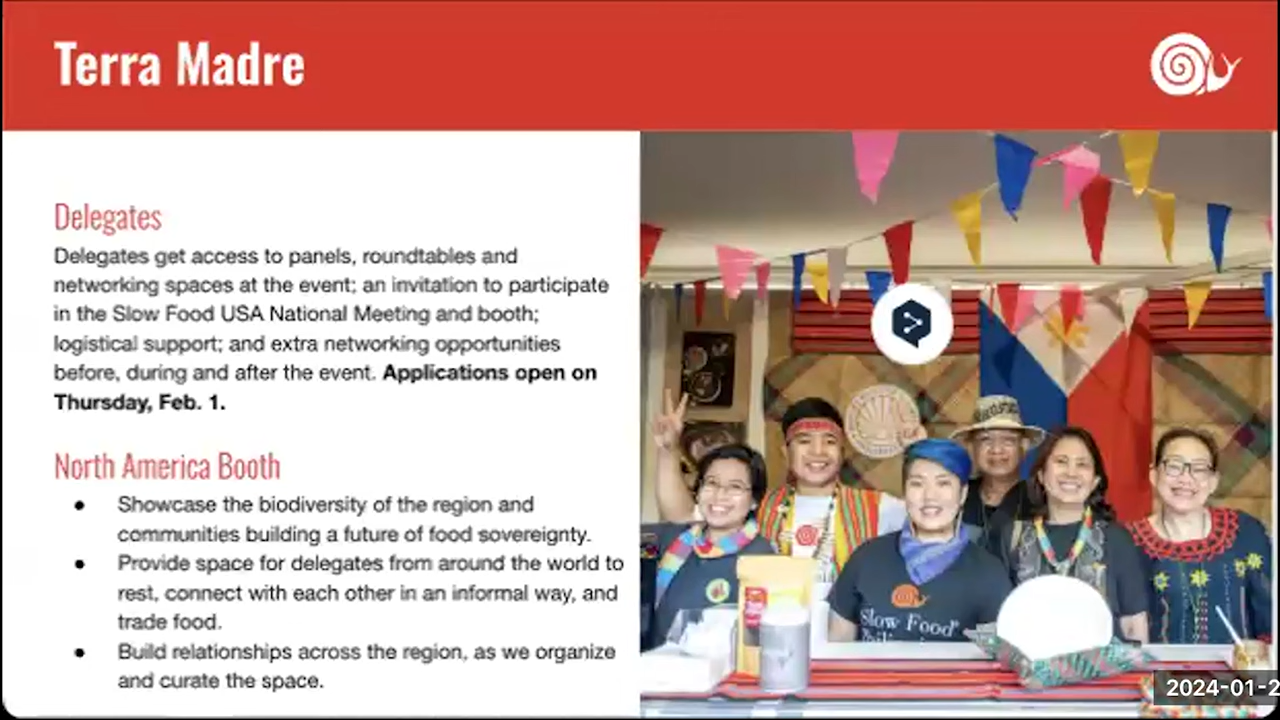 Terra Madre
Delegates
Delegates get access to panels, roundtables and
networking spaces at the event; an invitation to participate
in the Slow Food USA National Meeting and booth;
logistical support; and extra networking opportunities
before, during and after the event. Applications open on
Thursday, Feb. 1.
North America Booth
● Showcase the biodiversity of the region and
communities building a future of food sovereignty.
● Provide space for delegates from around the world to
rest, connect with each other in an informal way, and
trade food.
● Build relationships across the region, as we organize
and curate the space.
Slow Food®
2024-01-2